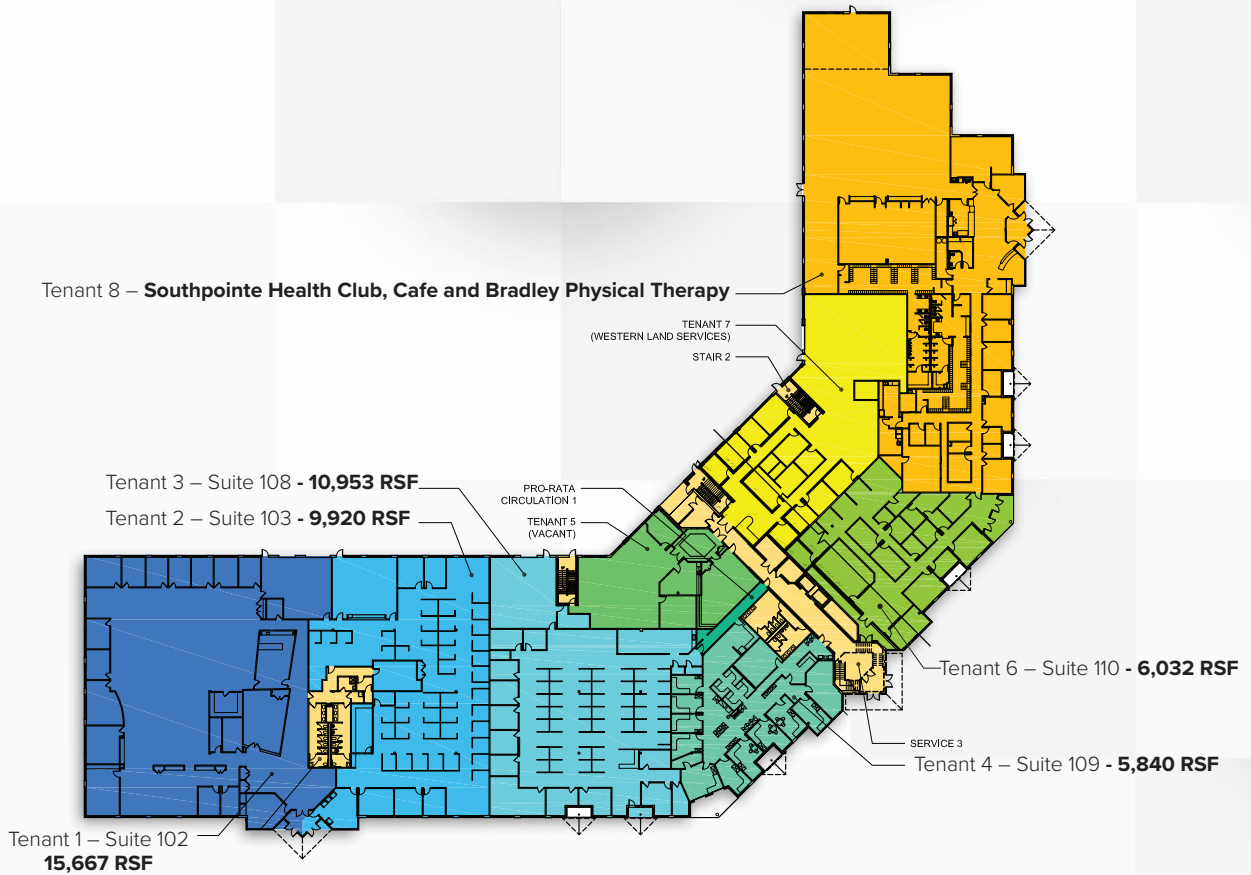 Tenant 8 – Southpointe Health Club, Cafe and Bradley Physical Therapy
TENANT 7
(WESTERN LAND SERVICES)
STAIR 2
Tenant 3 – Suite 108 - 10,953 RSF
Tenant 2 – Suite 103 - 9,920 RSF
PRO-RATA
CIRCULATION 1
TENANT 5
(VACANT)
Tenant 6 – Suite 110 - 6,032 RSF
SERVICE 3
Tenant 4 – Suite 109 - 5,840 RSF
Tenant 1 – Suite 102
15,667 RSF